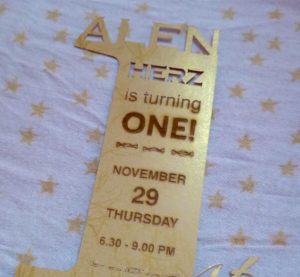 ALEN
HERZ
is turning
ONE!
NOVEMBER
29
THURSDAY
6.30 - 9.00 PM